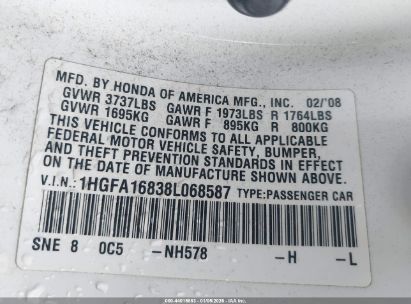 MFD. BY HONDA OF AMERICA MFG., INC. 02/'08
GVWR 3737LBS GAWR F 1973LBS R 1764LBS
GVWR 1695KG GAWR F 895KG R 800KG
THIS VEHICLE CONFORMS TO ALL APPLICABLE
FEDERAL MOTOR VEHICLE SAFETY, BUMPER,
AND THEFT PREVENTION STANDARDS IN EFFECT
ON THE DATE OF MANUFACTURE SHOWN ABOVE.
V.I.N.: 1HGFA16838L068587 TYPE: PASSENGER CAR
SNE 8 0C5 -NH578 -H -L